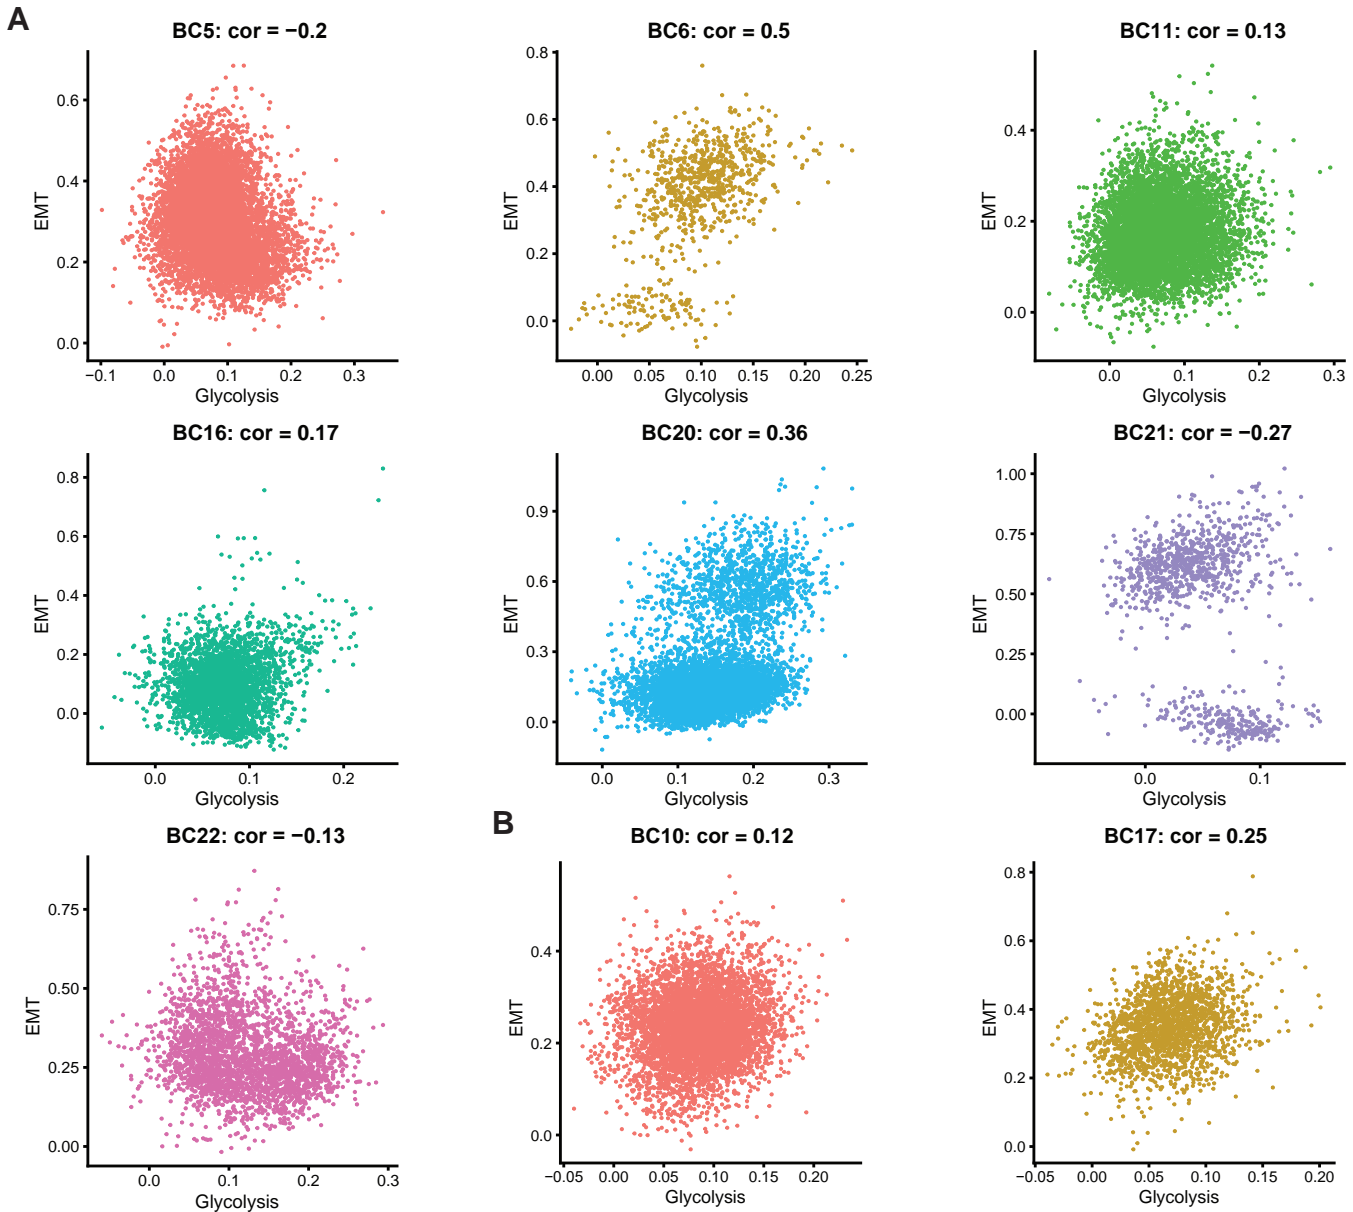 A
BC5: cor = −0.2
0.6
0.4
0.2
0.0
EMT
−0.1 0.0 0.1 0.2 0.3
Glycolysis
BC6: cor = 0.5
0.8
0.6
0.4
0.2
0.0
EMT
0.00 0.05 0.10 0.15 0.20 0.25
Glycolysis
BC11: cor = 0.13
0.4
0.2
0.0
EMT
0.0 0.1 0.2 0.3
Glycolysis
BC16: cor = 0.17
0.8
0.6
0.4
0.2
0.0
EMT
0.0 0.1 0.2
Glycolysis
BC20: cor = 0.36
0.9
0.6
0.3
0.0
EMT
0.0 0.1 0.2 0.3
Glycolysis
BC21: cor = −0.27
1.00
0.75
0.50
0.25
0.00
EMT
0.0 0.1
Glycolysis
BC22: cor = −0.13
0.75
0.50
0.25
0.00
EMT
0.0 0.1 0.2 0.3
Glycolysis
B
BC10: cor = 0.12
0.4
0.2
0.0
EMT
−0.05 0.00 0.05 0.10 0.15 0.20
Glycolysis
BC17: cor = 0.25
0.8
0.6
0.4
0.2
0.0
EMT
−0.05 0.00 0.05 0.10 0.15 0.20
Glycolysis